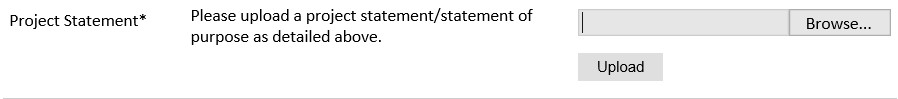 Project Statement* Please upload a project statement/statement of
purpose as detailed above.
Browse...
Upload